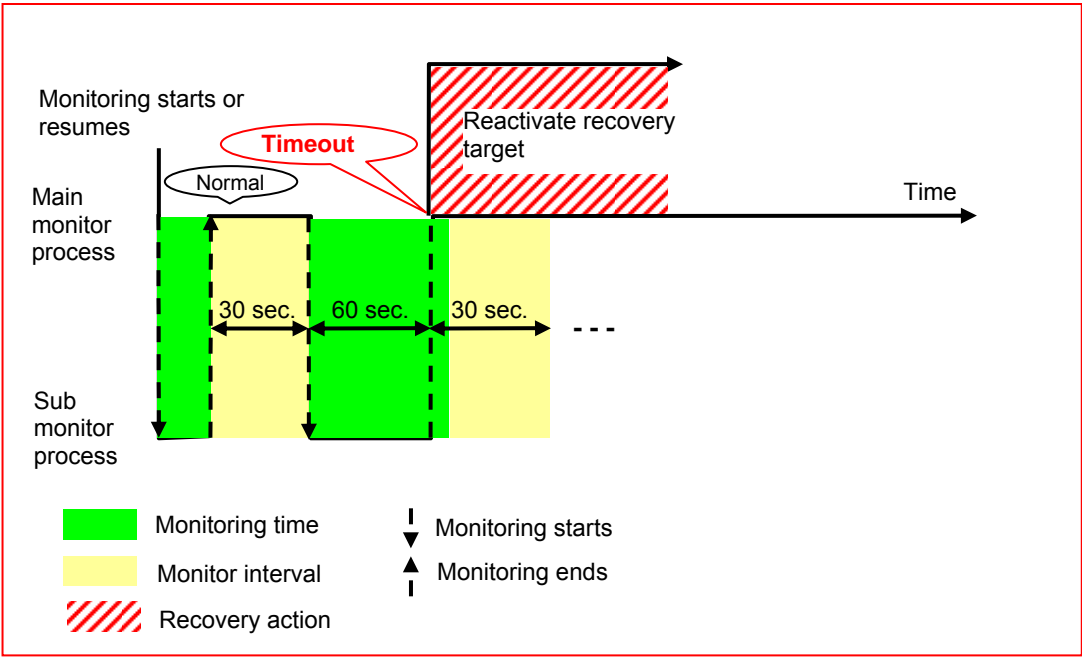 Monitoring starts or
resumes
Timeout
Reactivate recovery
target
Normal
Main
monitor
process
Time
30 sec.
60 sec.
30 sec.
- - -
Sub
monitor
process
Monitoring time
Monitoring starts
Monitor interval
Monitoring ends
Recovery action